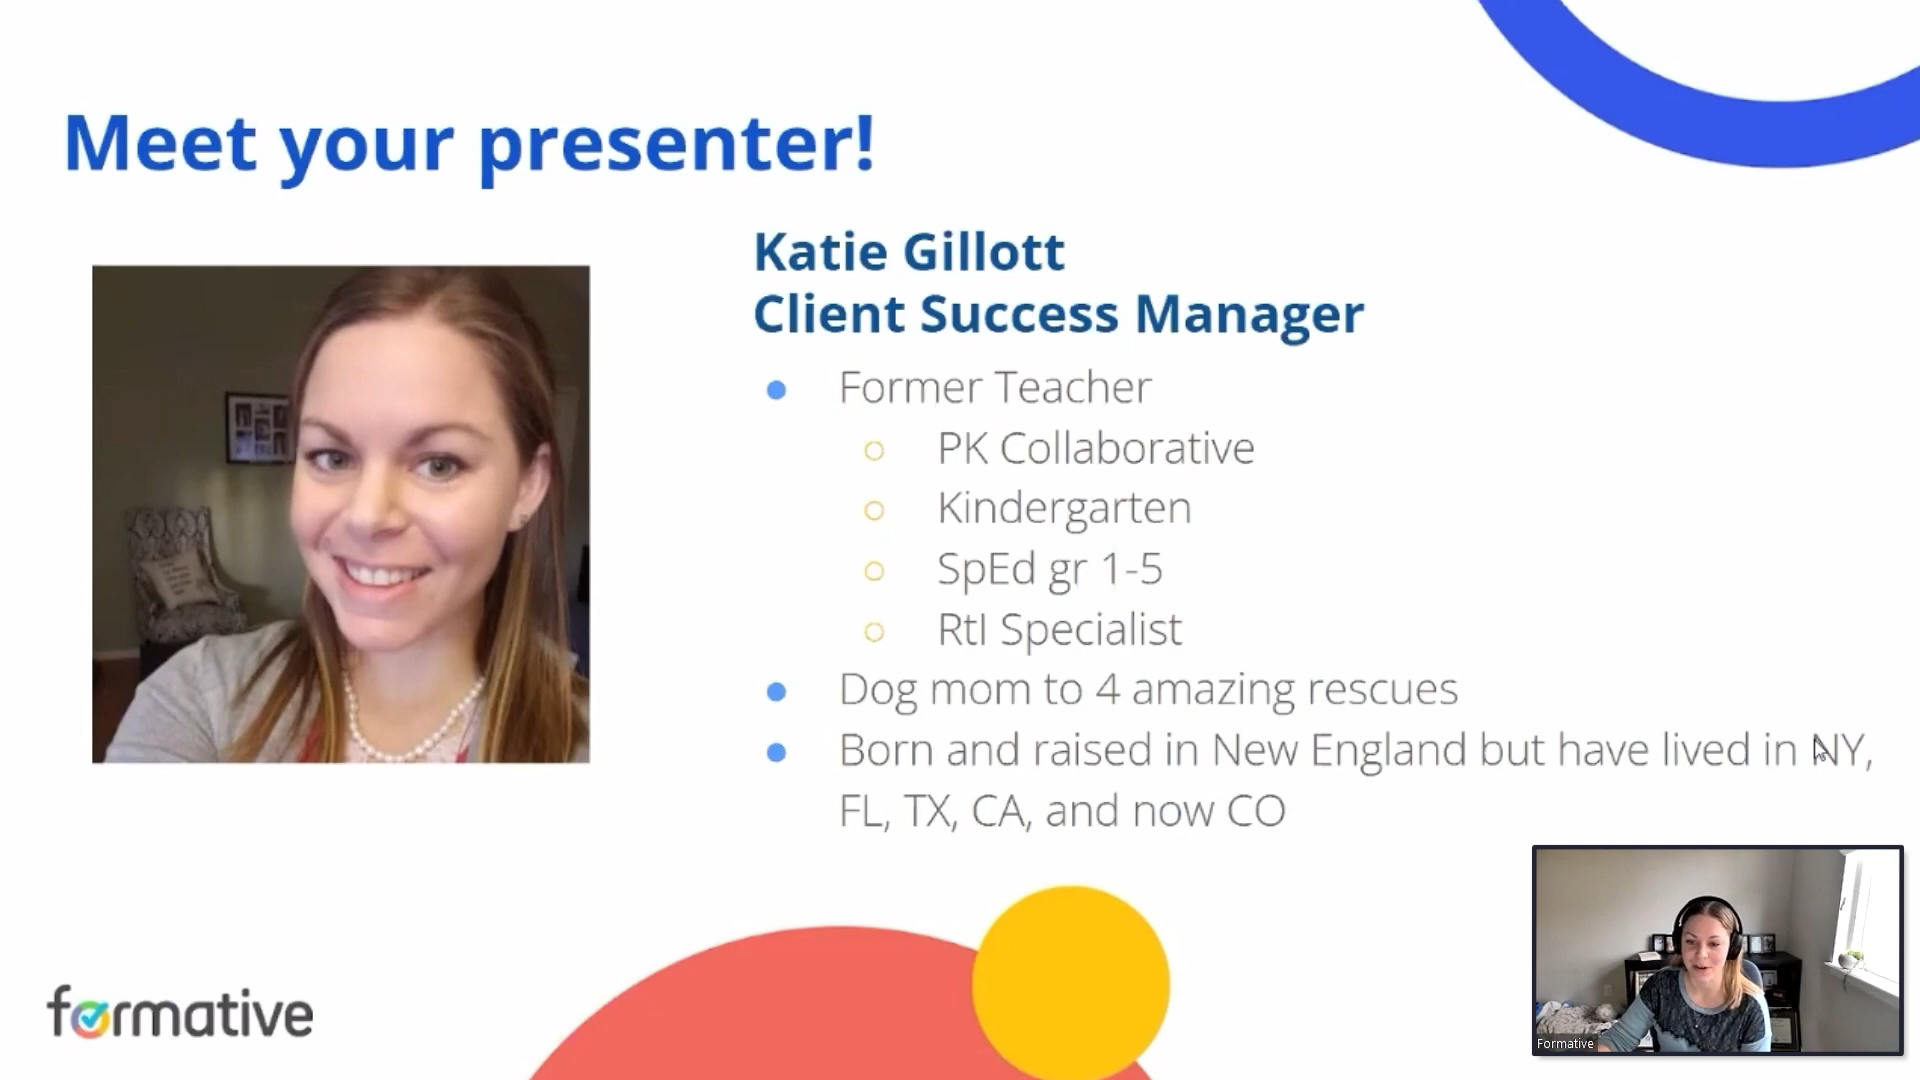 Meet your presenter!
Katie Gillott
Client Success Manager
Former Teacher
PK Collaborative
Kindergarten
SpEd gr 1-5
RtI Specialist
Dog mom to 4 amazing rescues
Born and raised in New England but have lived in NY,
FL, TX, CA, and now CO
formative
Formative